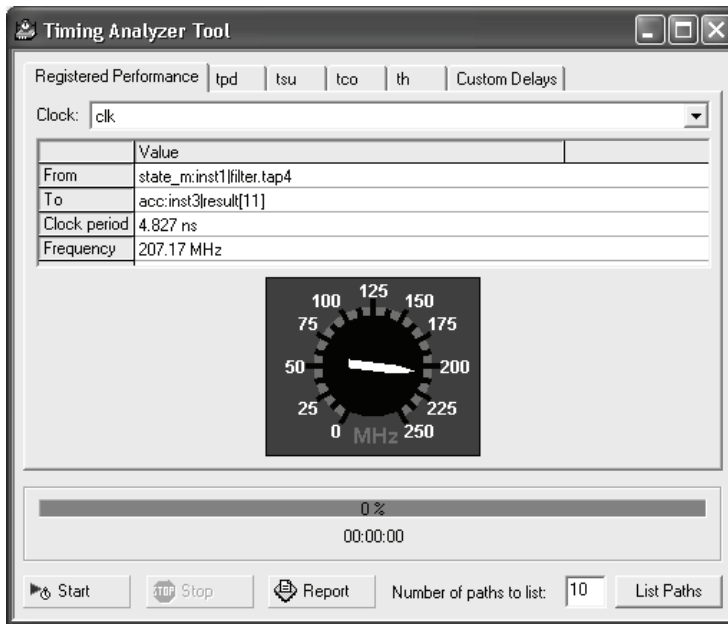 Timing Analyzer Tool
Registered Performance tpd tsu tco th Custom Delays
Clock: clk
Value
From state_m:inst1|filter.tap4
To acc:inst3|result[11]
Clock period 4.827 ns
Frequency 207.17 MHz
125
100 150
75 175
50 200
25 225
0 MHz 250
0 %
00:00:00
Start STOP Stop Report Number of paths to list: 10 List Paths